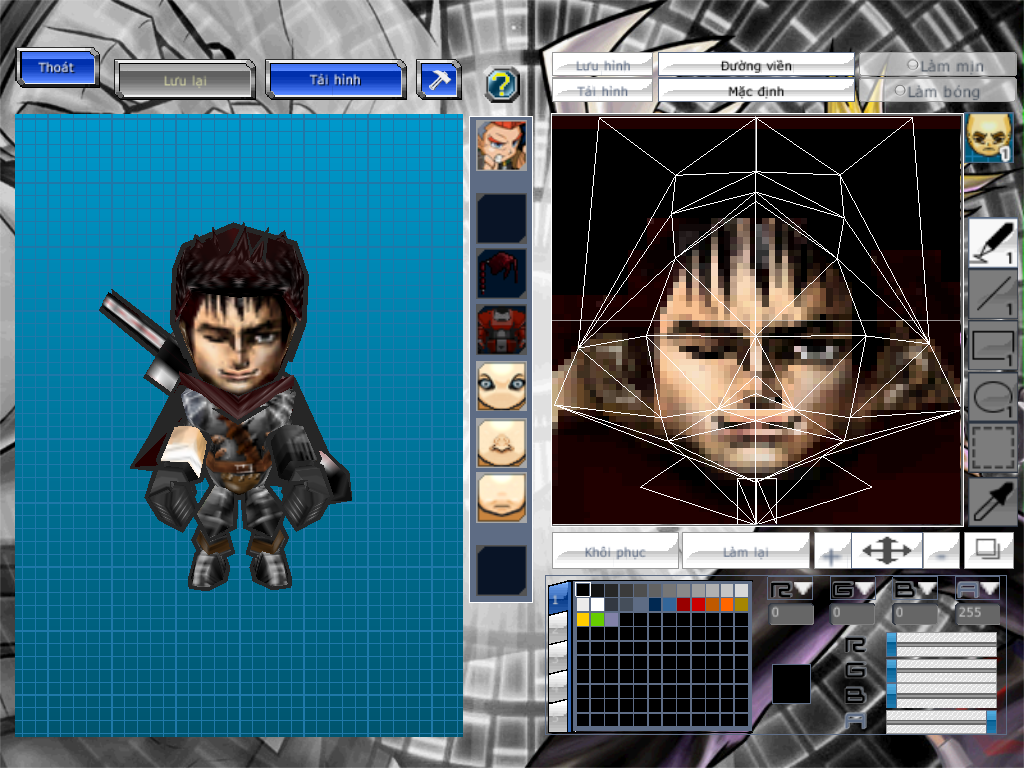 Thoát
Lưu lại
Tải hình
?
Lưu hình
Đường viền
Làm mịn
Tải hình
Mặc định
Làm bóng
1
1
1
1
1
Khôi phục
Làm lại
+
-
1
R
G
B
A
0
0
0
255
R
G
B
A